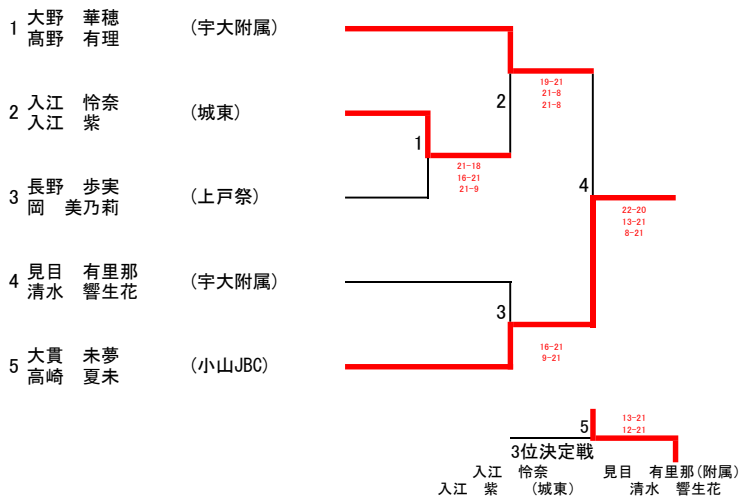 1 大野　華穂
髙野　有理
(宇大附属)
19-21
21-8
21-8
2
2 入江　怜奈
入江　紫
(城東)
1
21-18
16-21
21-9
3 長野　歩実
岡　美乃莉
(上戸祭)
4
22-20
13-21
8-21
4 見目　有里那
清水　響生花
(宇大附属)
3
16-21
9-21
5 大貫　未夢
高崎　夏未
(小山JBC)
5
13-21
12-21
3位決定戦
入江　怜奈　見目　有里那(附属)
入江　紫　(城東)　清水　響生花